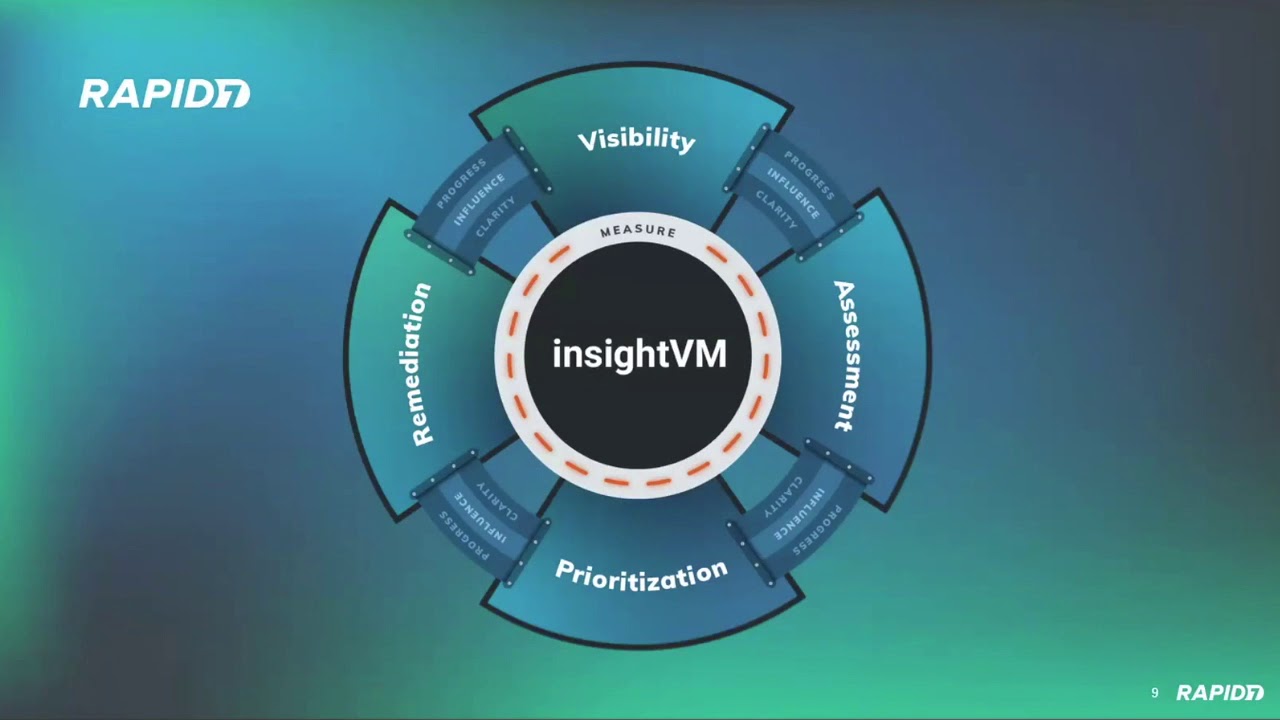 RAPID7
Visibility
PROGRESS
INFLUENCE
CLARITY
PROGRESS
INFLUENCE
CLARITY
MEASURE
insightVM
Remediation
Assessment
CLARITY
INFLUENCE
PROGRESS
CLARITY
INFLUENCE
PROGRESS
Prioritization
9 RAPID7